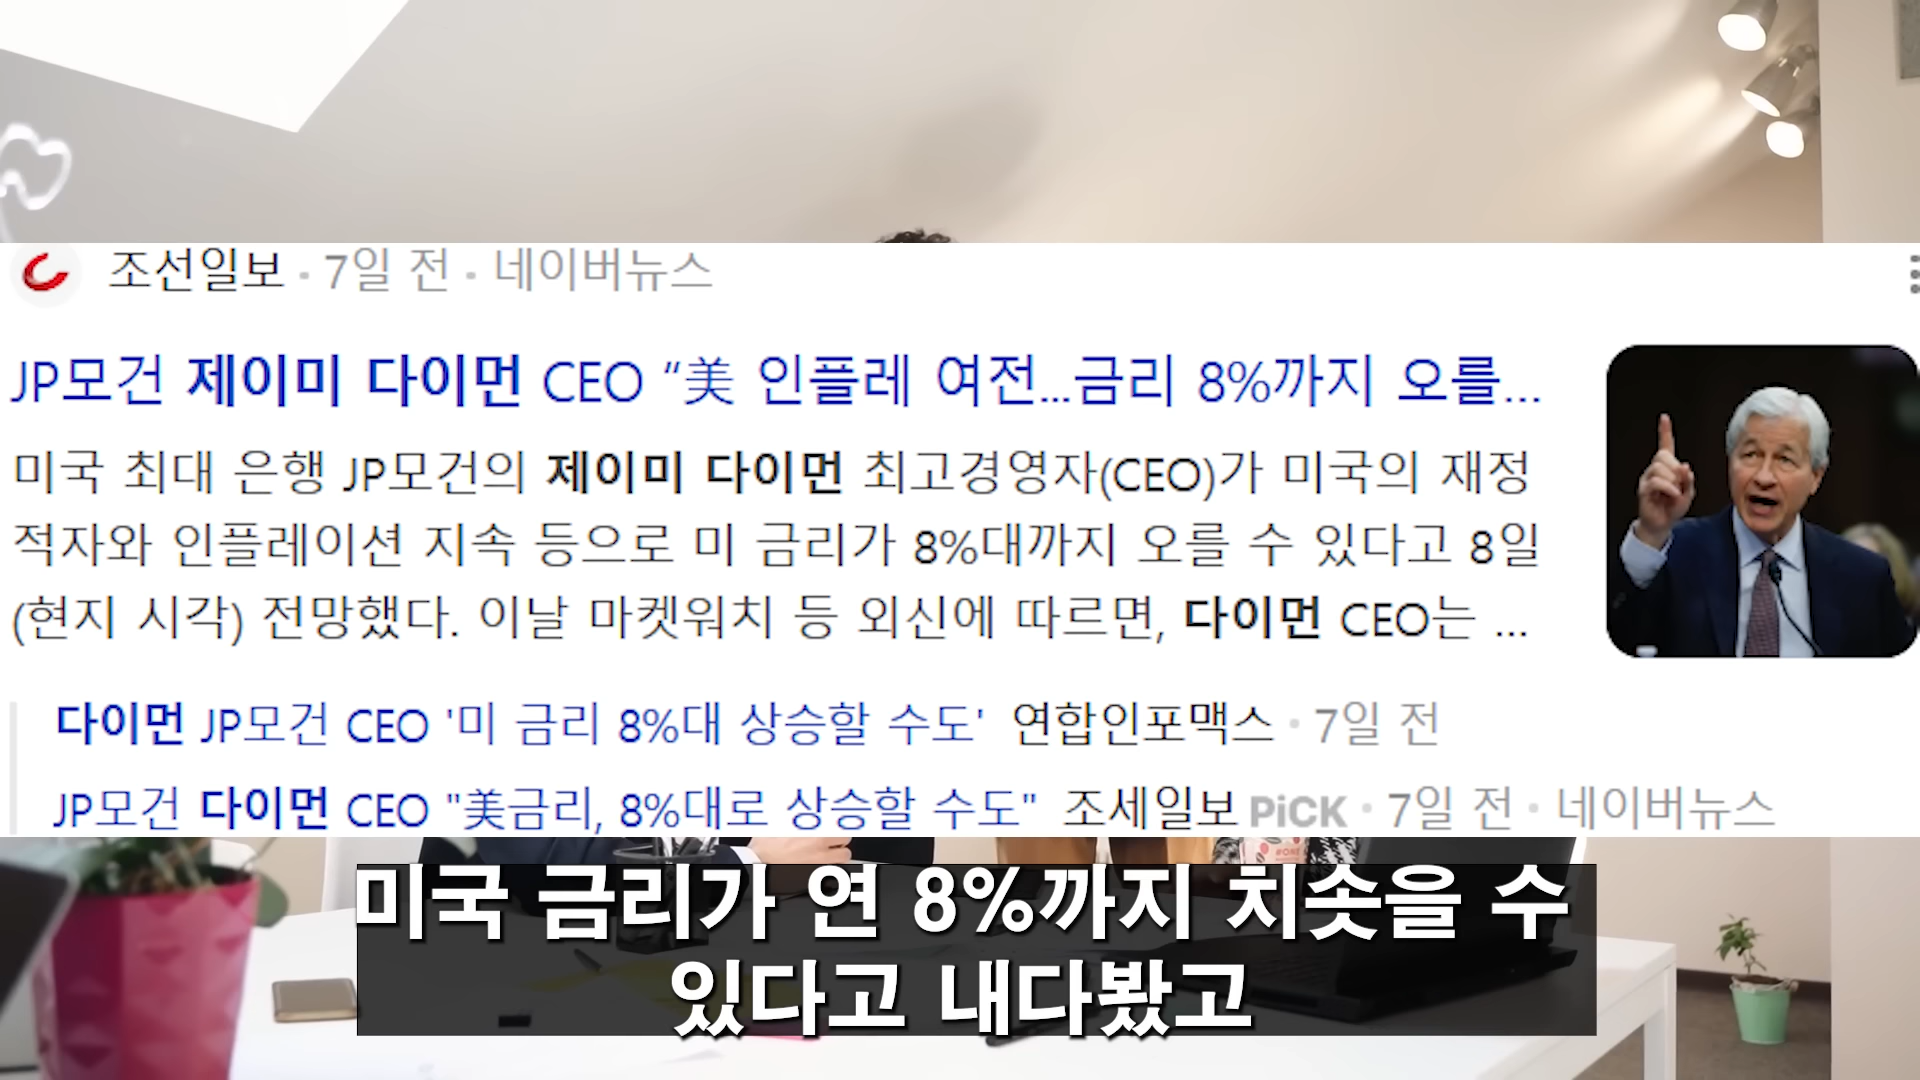 조선일보 · 7일 전 · 네이버뉴스
JP모건 제이미 다이먼 CEO “美 인플레 여전...금리 8%까지 오를...
미국 최대 은행 JP모건의 제이미 다이먼 최고경영자(CEO)가 미국의 재정
적자와 인플레이션 지속 등으로 미 금리가 8%대까지 오를 수 있다고 8일
(현지 시각) 전망했다. 이날 마켓워치 등 외신에 따르면, 다이먼 CEO는 ...
다이먼 JP모건 CEO '미 금리 8%대 상승할 수도' 연합인포맥스 · 7일 전
JP모건 다이먼 CEO "美금리, 8%대로 상승할 수도" 조세일보 PiCK · 7일 전 · 네이버뉴스
미국 금리가 연 8%까지 치솟을 수
있다고 내다봤고